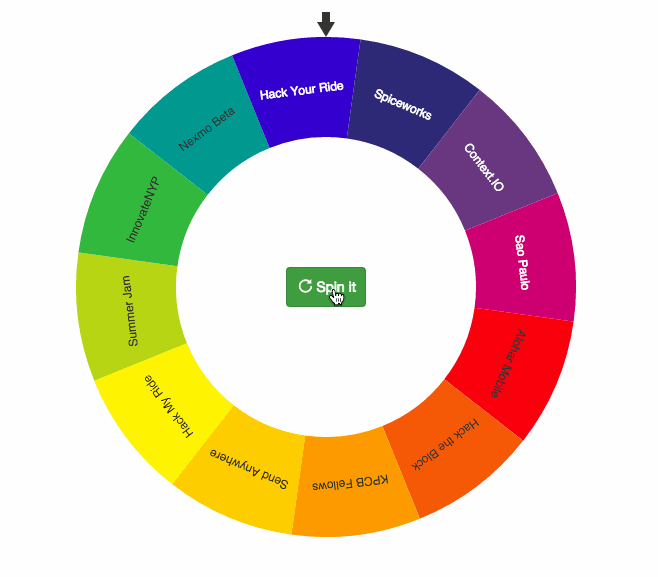 Hack Your Ride
Spiceworks
Context.IO
Sao Paulo
Alohar Mobile
Hack the Block
KPCB Fellows
Send Anywhere
Hack My Ride
Summer Jam
InnovateNYP
Nexmo Beta
Spin it